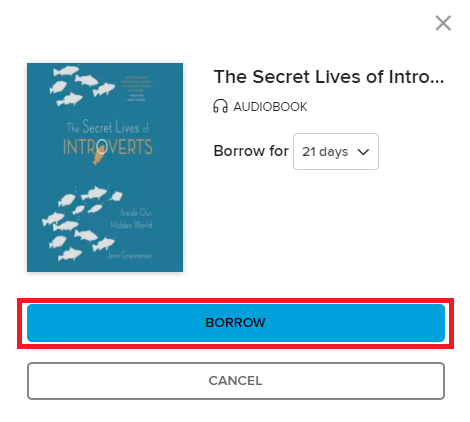 The Secret Lives of Intro...
AUDIOBOOK
Borrow for 21 days
The Secret Lives of
INTROVERTS
Inside Our
Hidden World
Jenn Granneman
BORROW
CANCEL